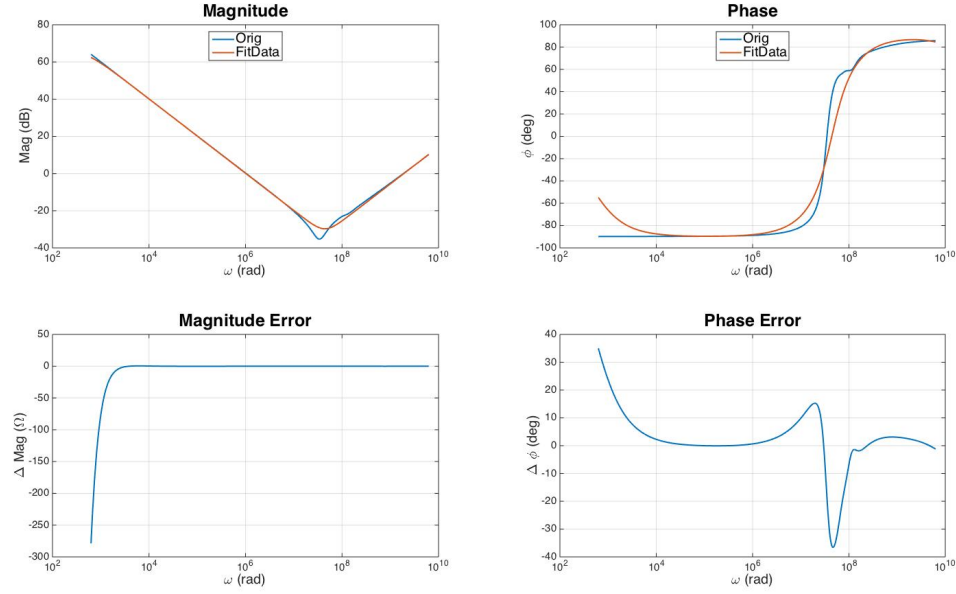 Magnitude
80
60
40
20
0
-20
-40
Mag (dB)
Orig
FitData
10^2 10^4 10^6 10^8 10^10
ω (rad)
Phase
100
80
60
40
20
0
-20
-40
-60
-80
-100
ϕ (deg)
Orig
FitData
10^2 10^4 10^6 10^8 10^10
ω (rad)
Magnitude Error
50
0
-50
-100
-150
-200
-250
-300
Δ Mag (Ω)
10^2 10^4 10^6 10^8 10^10
ω (rad)
Phase Error
40
30
20
10
0
-10
-20
-30
-40
Δ ϕ (deg)
10^2 10^4 10^6 10^8 10^10
ω (rad)